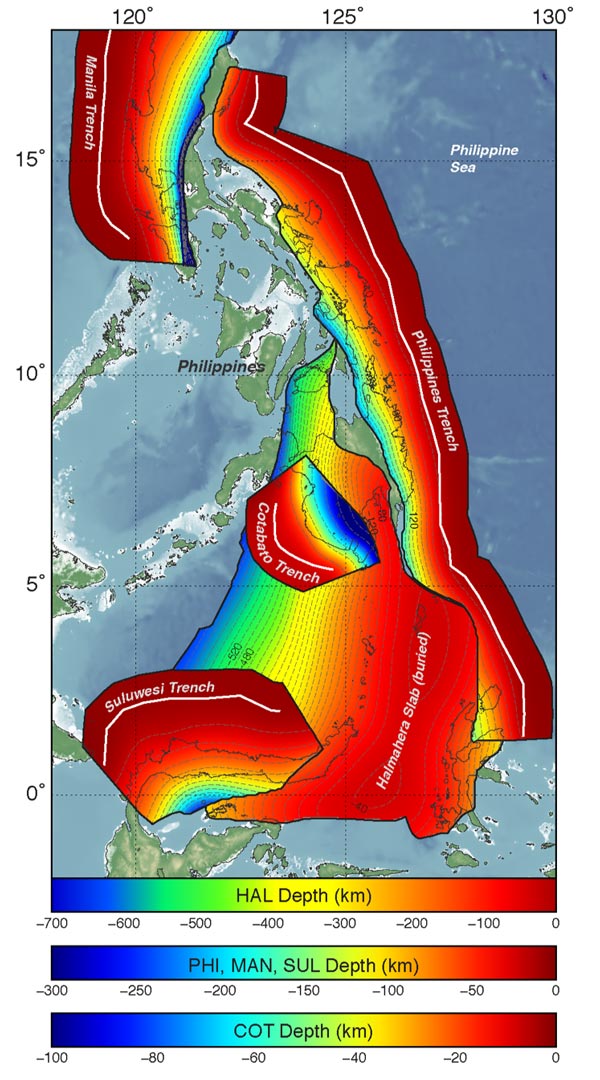 120°
125°
130°
Manila Trench
Philippine
Sea
15°
Philippines
10°
Philippines Trench
80
120
Cotabato Trench
5°
520
480
Halmahera Slab (buried)
Suluwesi Trench
0°
HAL Depth (km)
−700 −600 −500 −400 −300 −200 −100 0
PHI, MAN, SUL Depth (km)
−300 −250 −200 −150 −100 −50 0
COT Depth (km)
−100 −80 −60 −40 −20 0